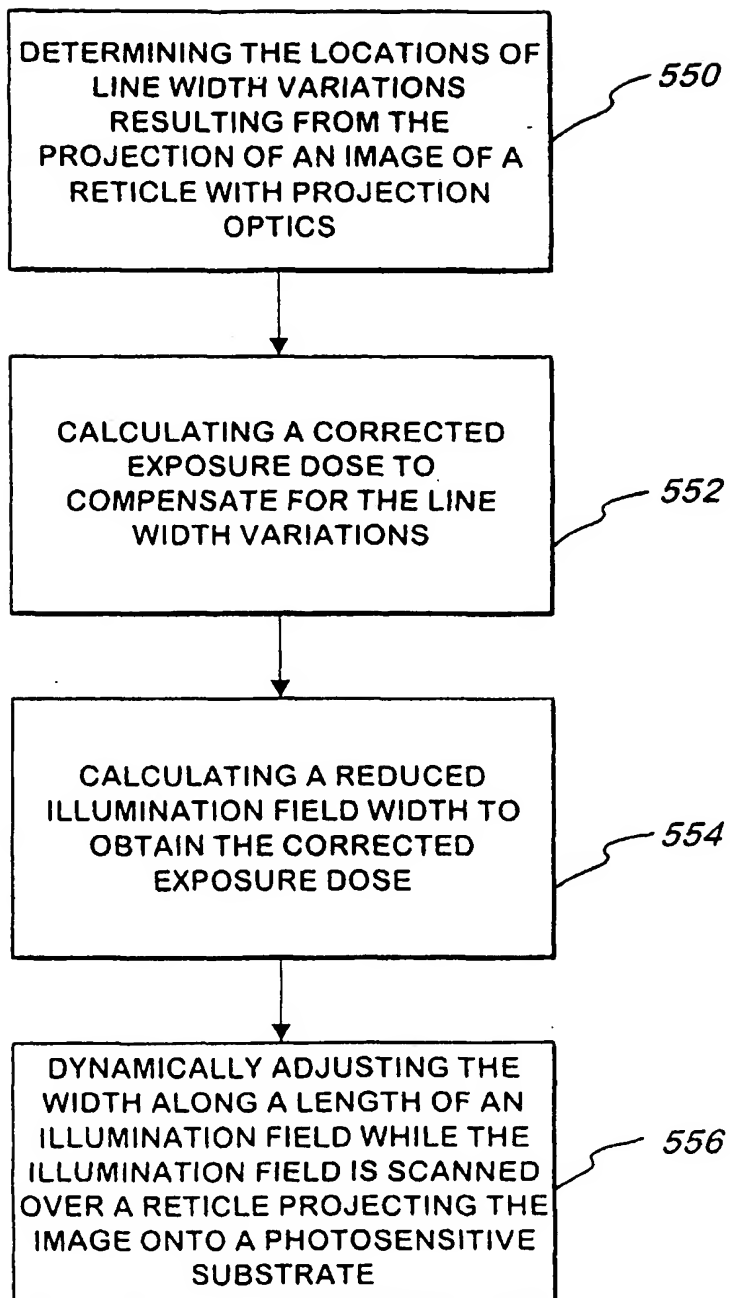 DETERMINING THE LOCATIONS OF
LINE WIDTH VARIATIONS
RESULTING FROM THE
PROJECTION OF AN IMAGE OF A
RETICLE WITH PROJECTION
OPTICS
550
CALCULATING A CORRECTED
EXPOSURE DOSE TO
COMPENSATE FOR THE LINE
WIDTH VARIATIONS
552
CALCULATING A REDUCED
ILLUMINATION FIELD WIDTH TO
OBTAIN THE CORRECTED
EXPOSURE DOSE
554
DYNAMICALLY ADJUSTING THE
WIDTH ALONG A LENGTH OF AN
ILLUMINATION FIELD WHILE THE
ILLUMINATION FIELD IS SCANNED
OVER A RETICLE PROJECTING THE
IMAGE ONTO A PHOTOSENSITIVE
SUBSTRATE
556